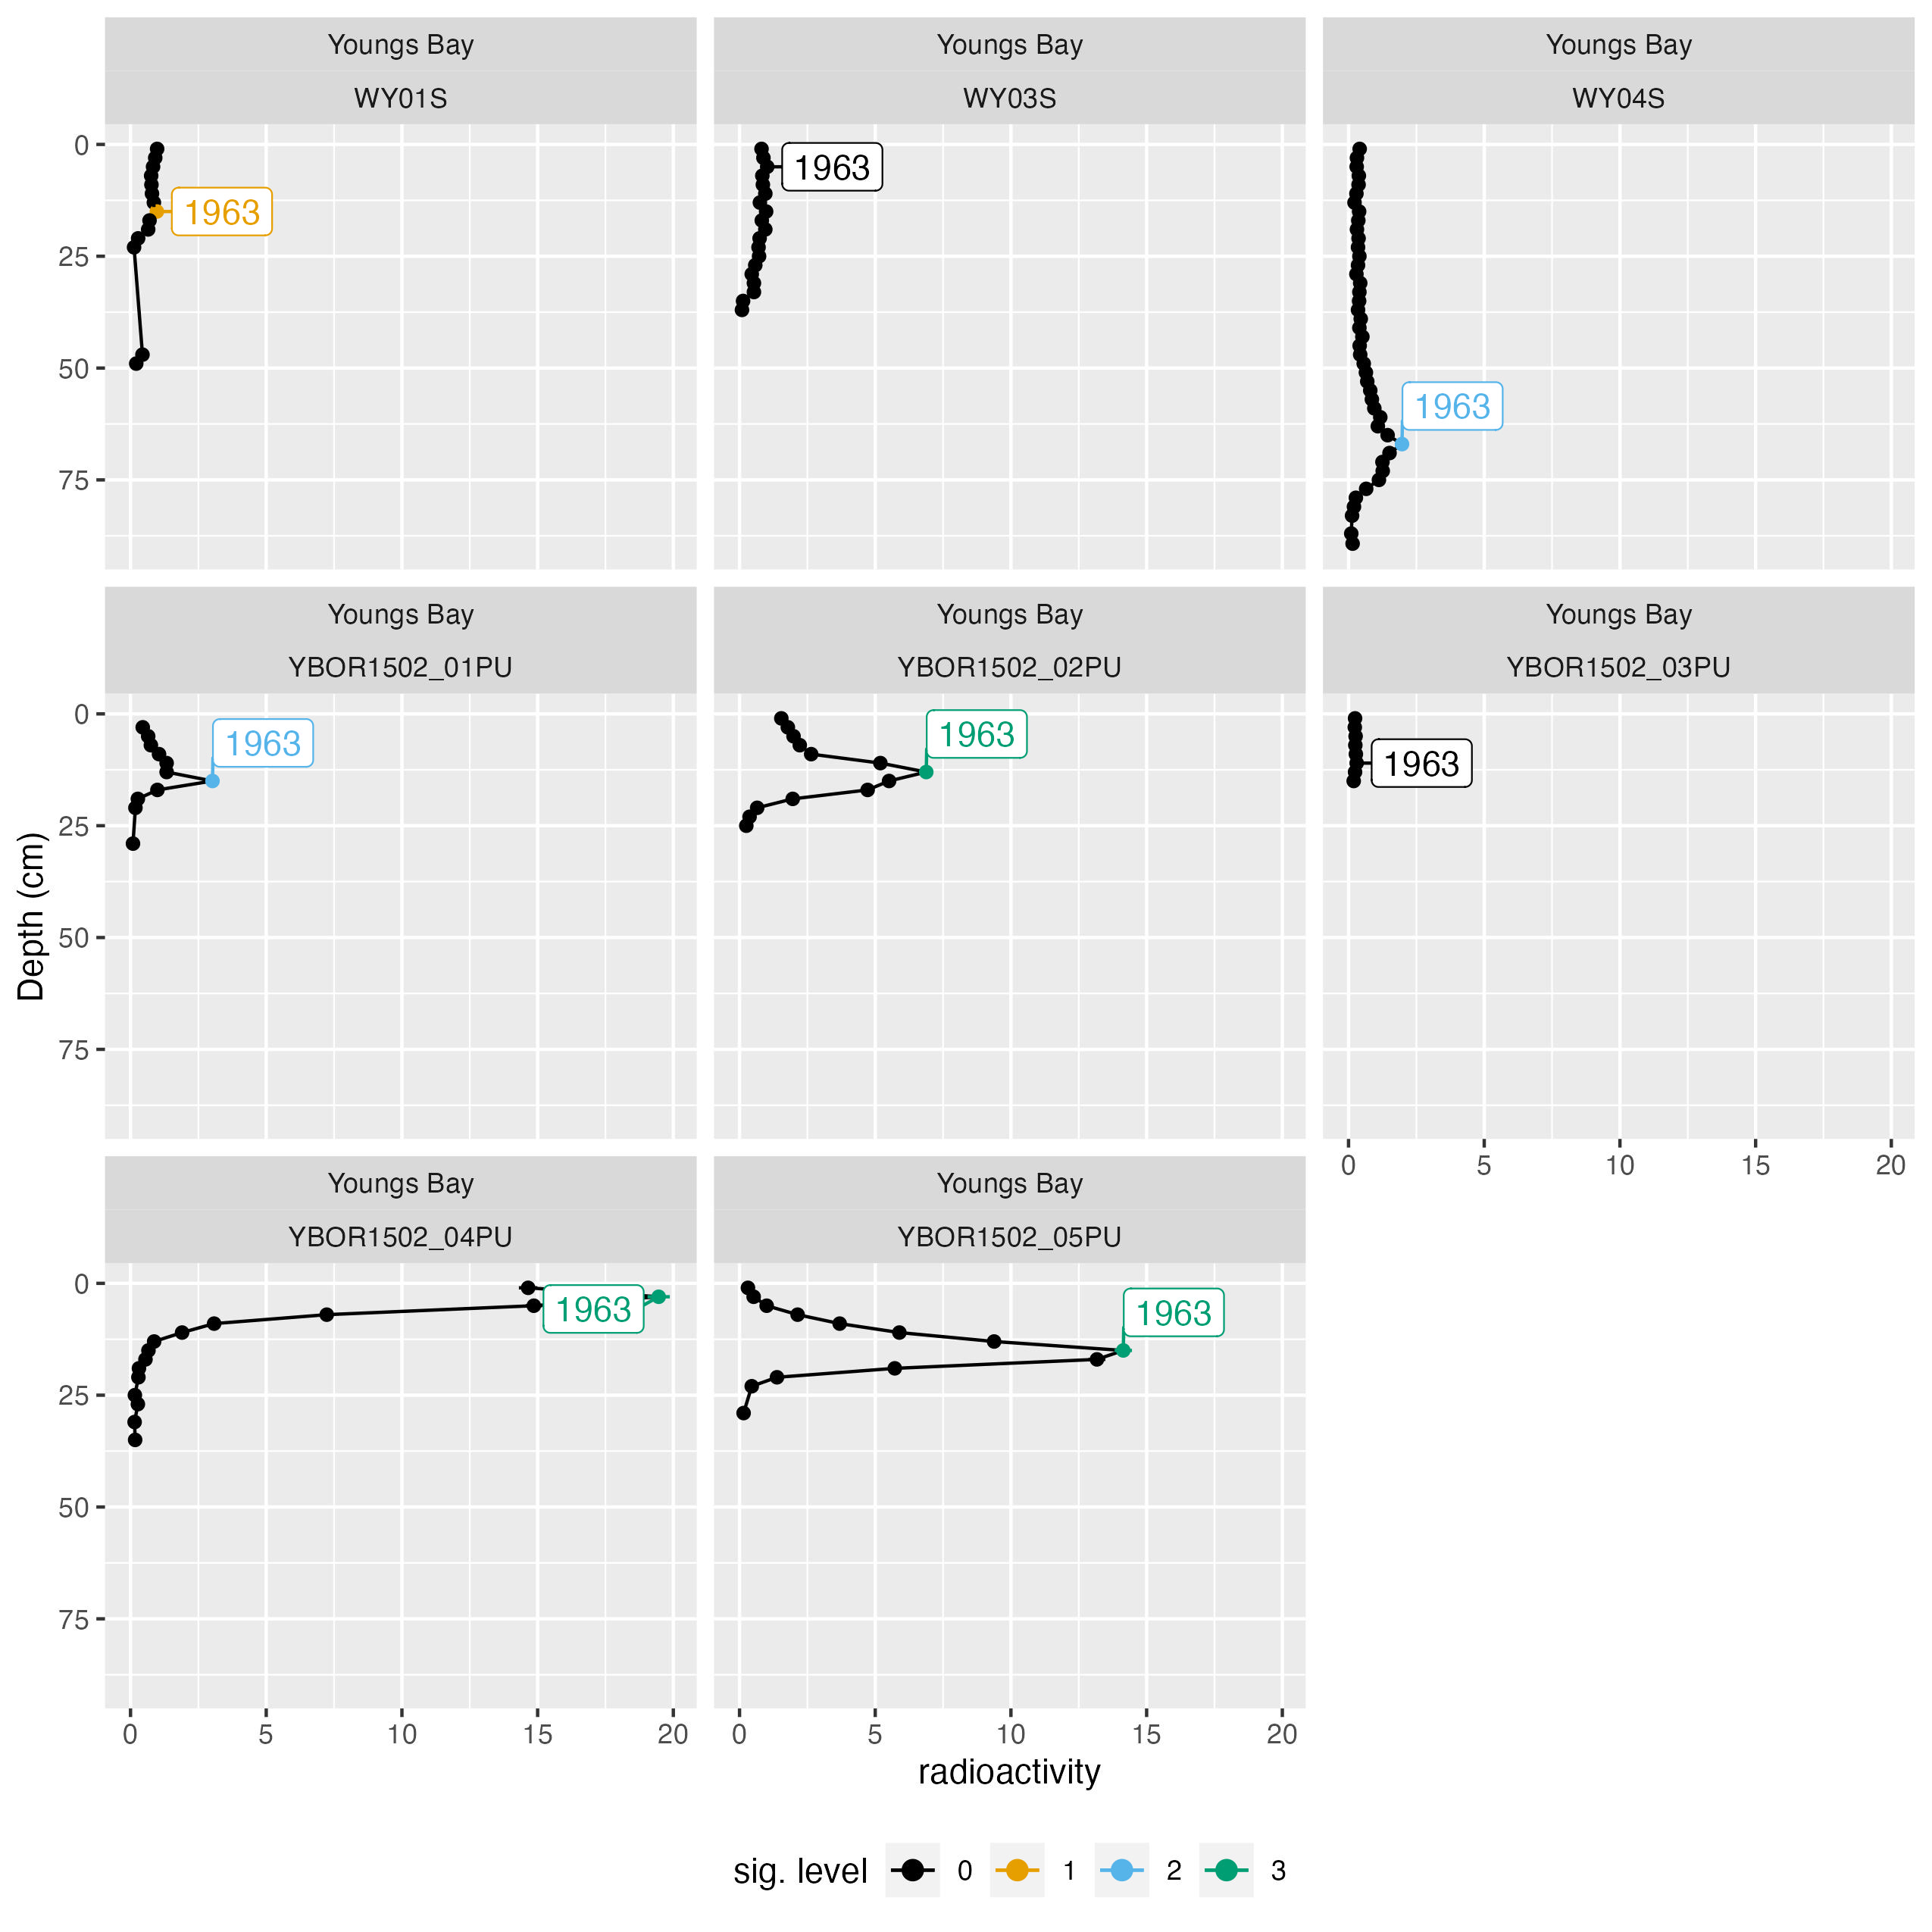 Youngs Bay
Youngs Bay
Youngs Bay
WY01S
WY03S
WY04S
0
25
50
75
1963
1963
1963
Youngs Bay
Youngs Bay
Youngs Bay
YBOR1502_01PU
YBOR1502_02PU
YBOR1502_03PU
0
25
50
75
1963
1963
1963
0 5 10 15 20
Depth (cm)
Youngs Bay
Youngs Bay
YBOR1502_04PU
YBOR1502_05PU
0
25
50
75
1963
1963
0 5 10 15 20
0 5 10 15 20
radioactivity
sig. level 0 1 2 3